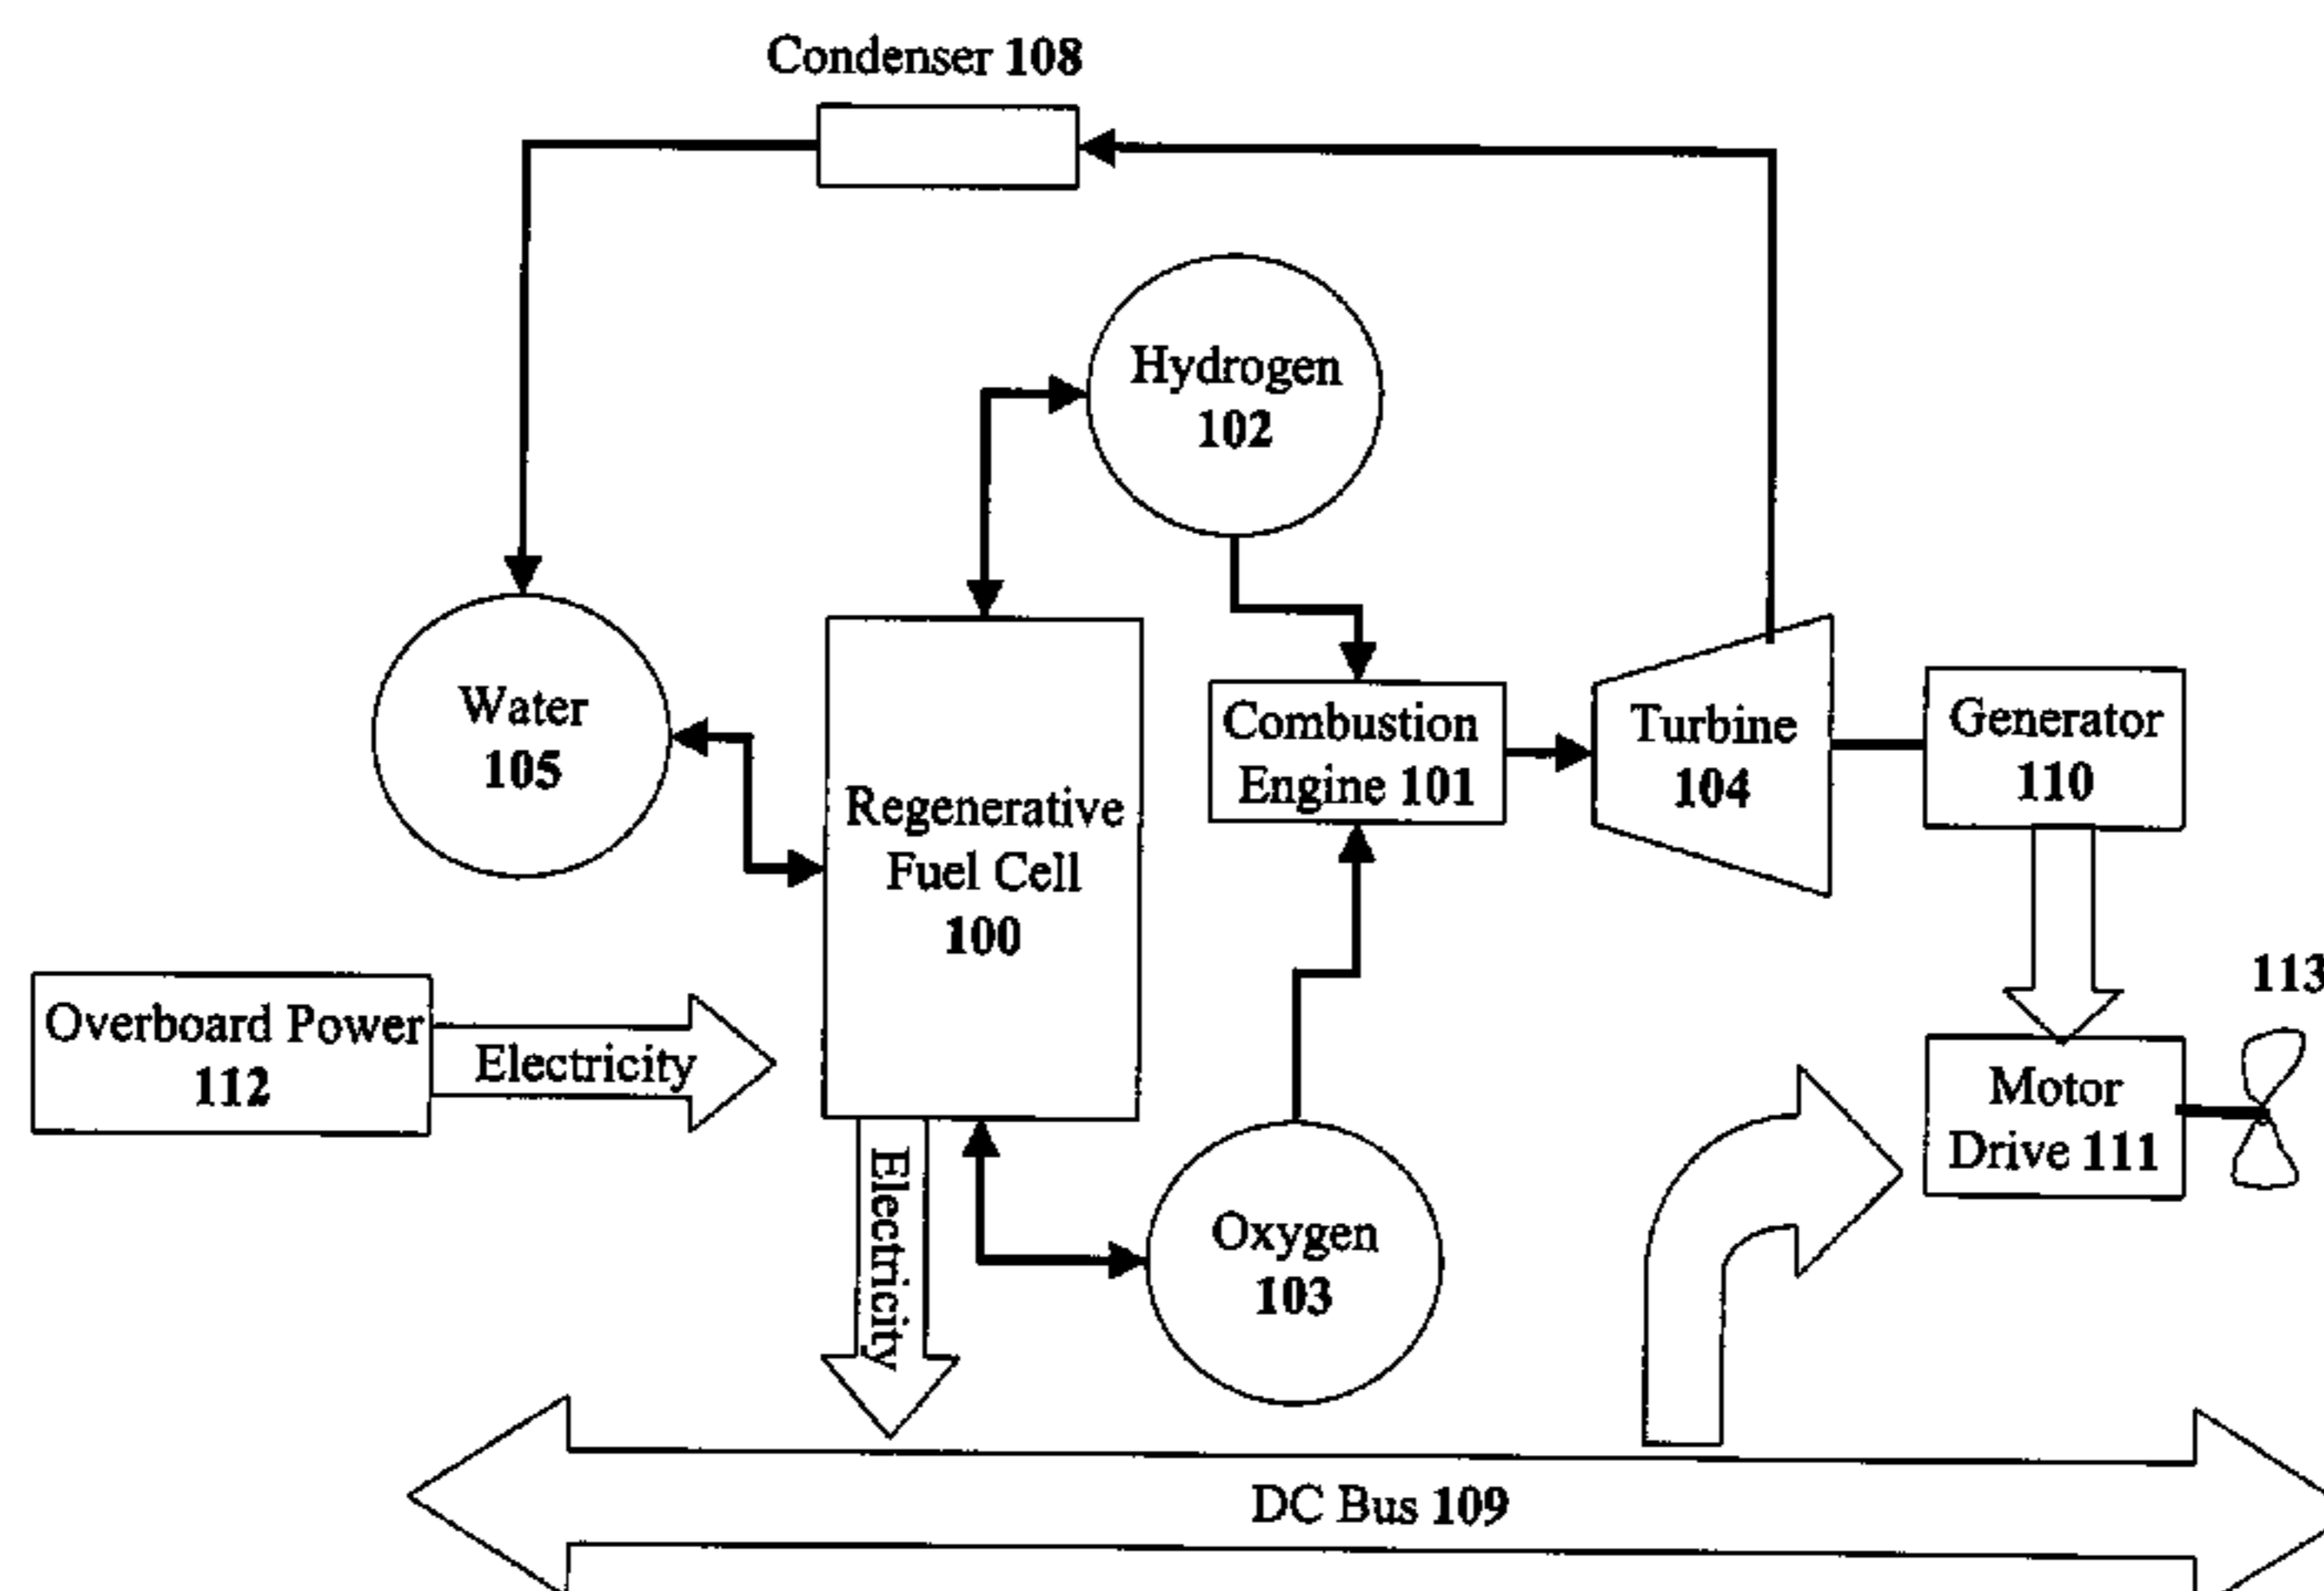 Condenser 108
Hydrogen
102
Water
105
Regenerative
Fuel Cell
100
Combustion
Engine 101
Turbine
104
Generator
110
Overboard Power
112
Electricity
Electricity
Oxygen
103
113
Motor
Drive 111
DC Bus 109